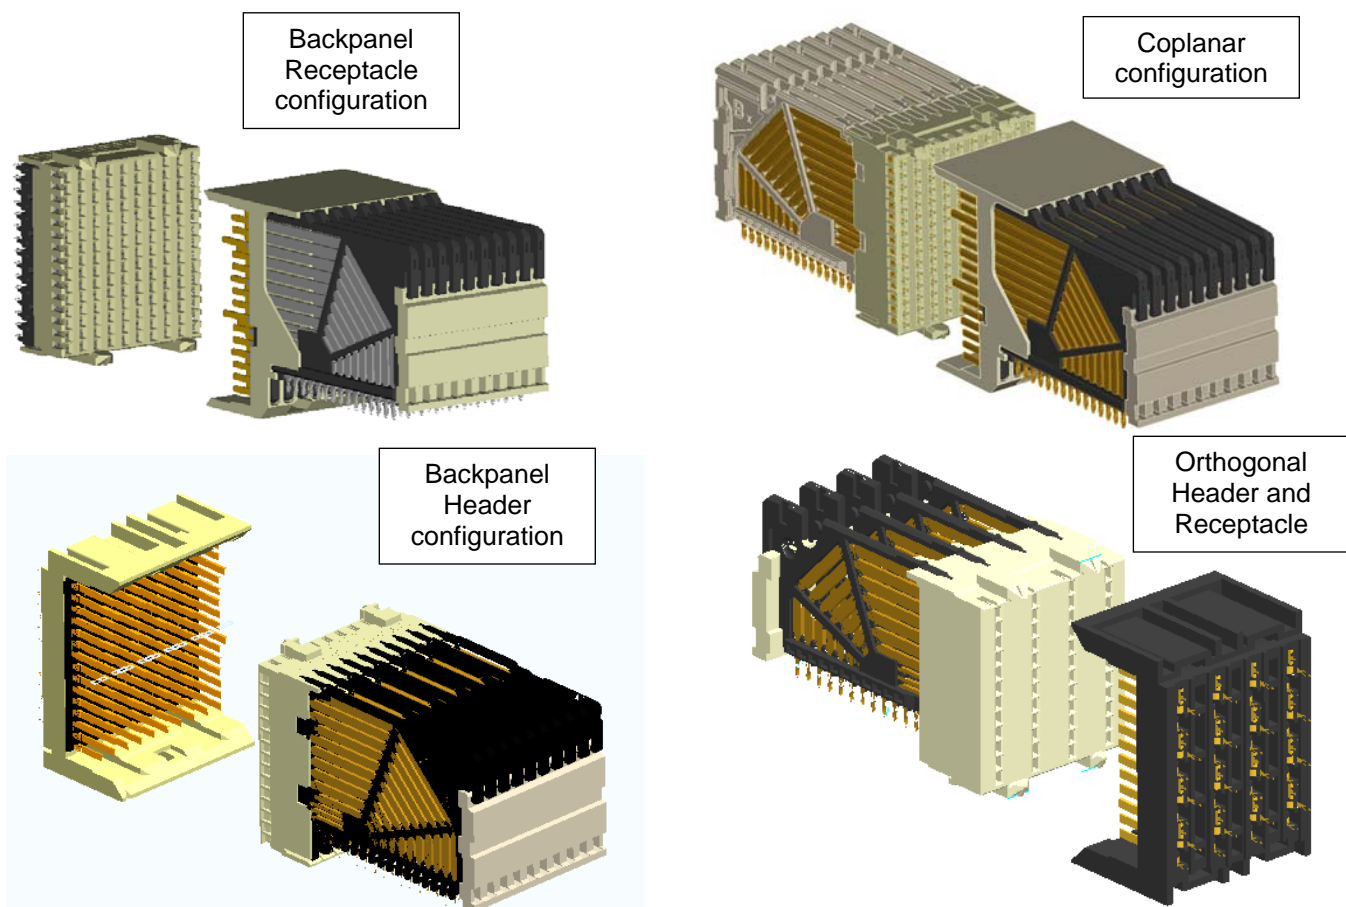 Backpanel
Receptacle
configuration
Coplanar
configuration
B
x
Backpanel
Header
configuration
Orthogonal
Header and
Receptacle